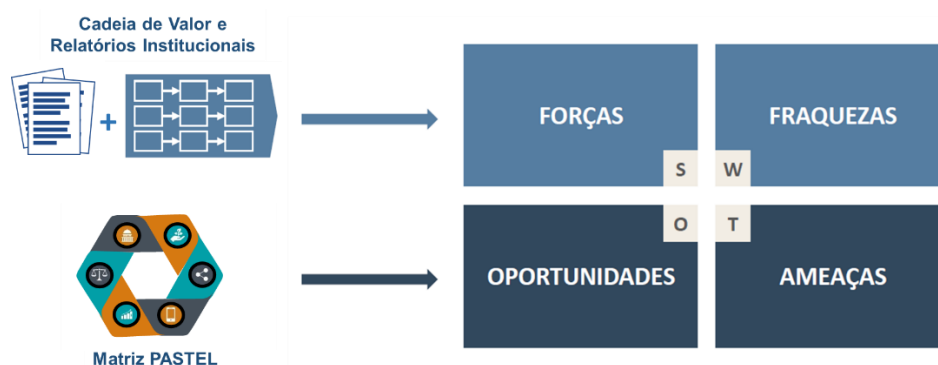 Cadeia de Valor e
Relatórios Institucionais
FORÇAS
FRAQUEZAS
S
W
O
T
OPORTUNIDADES
AMEAÇAS
Matriz PASTEL